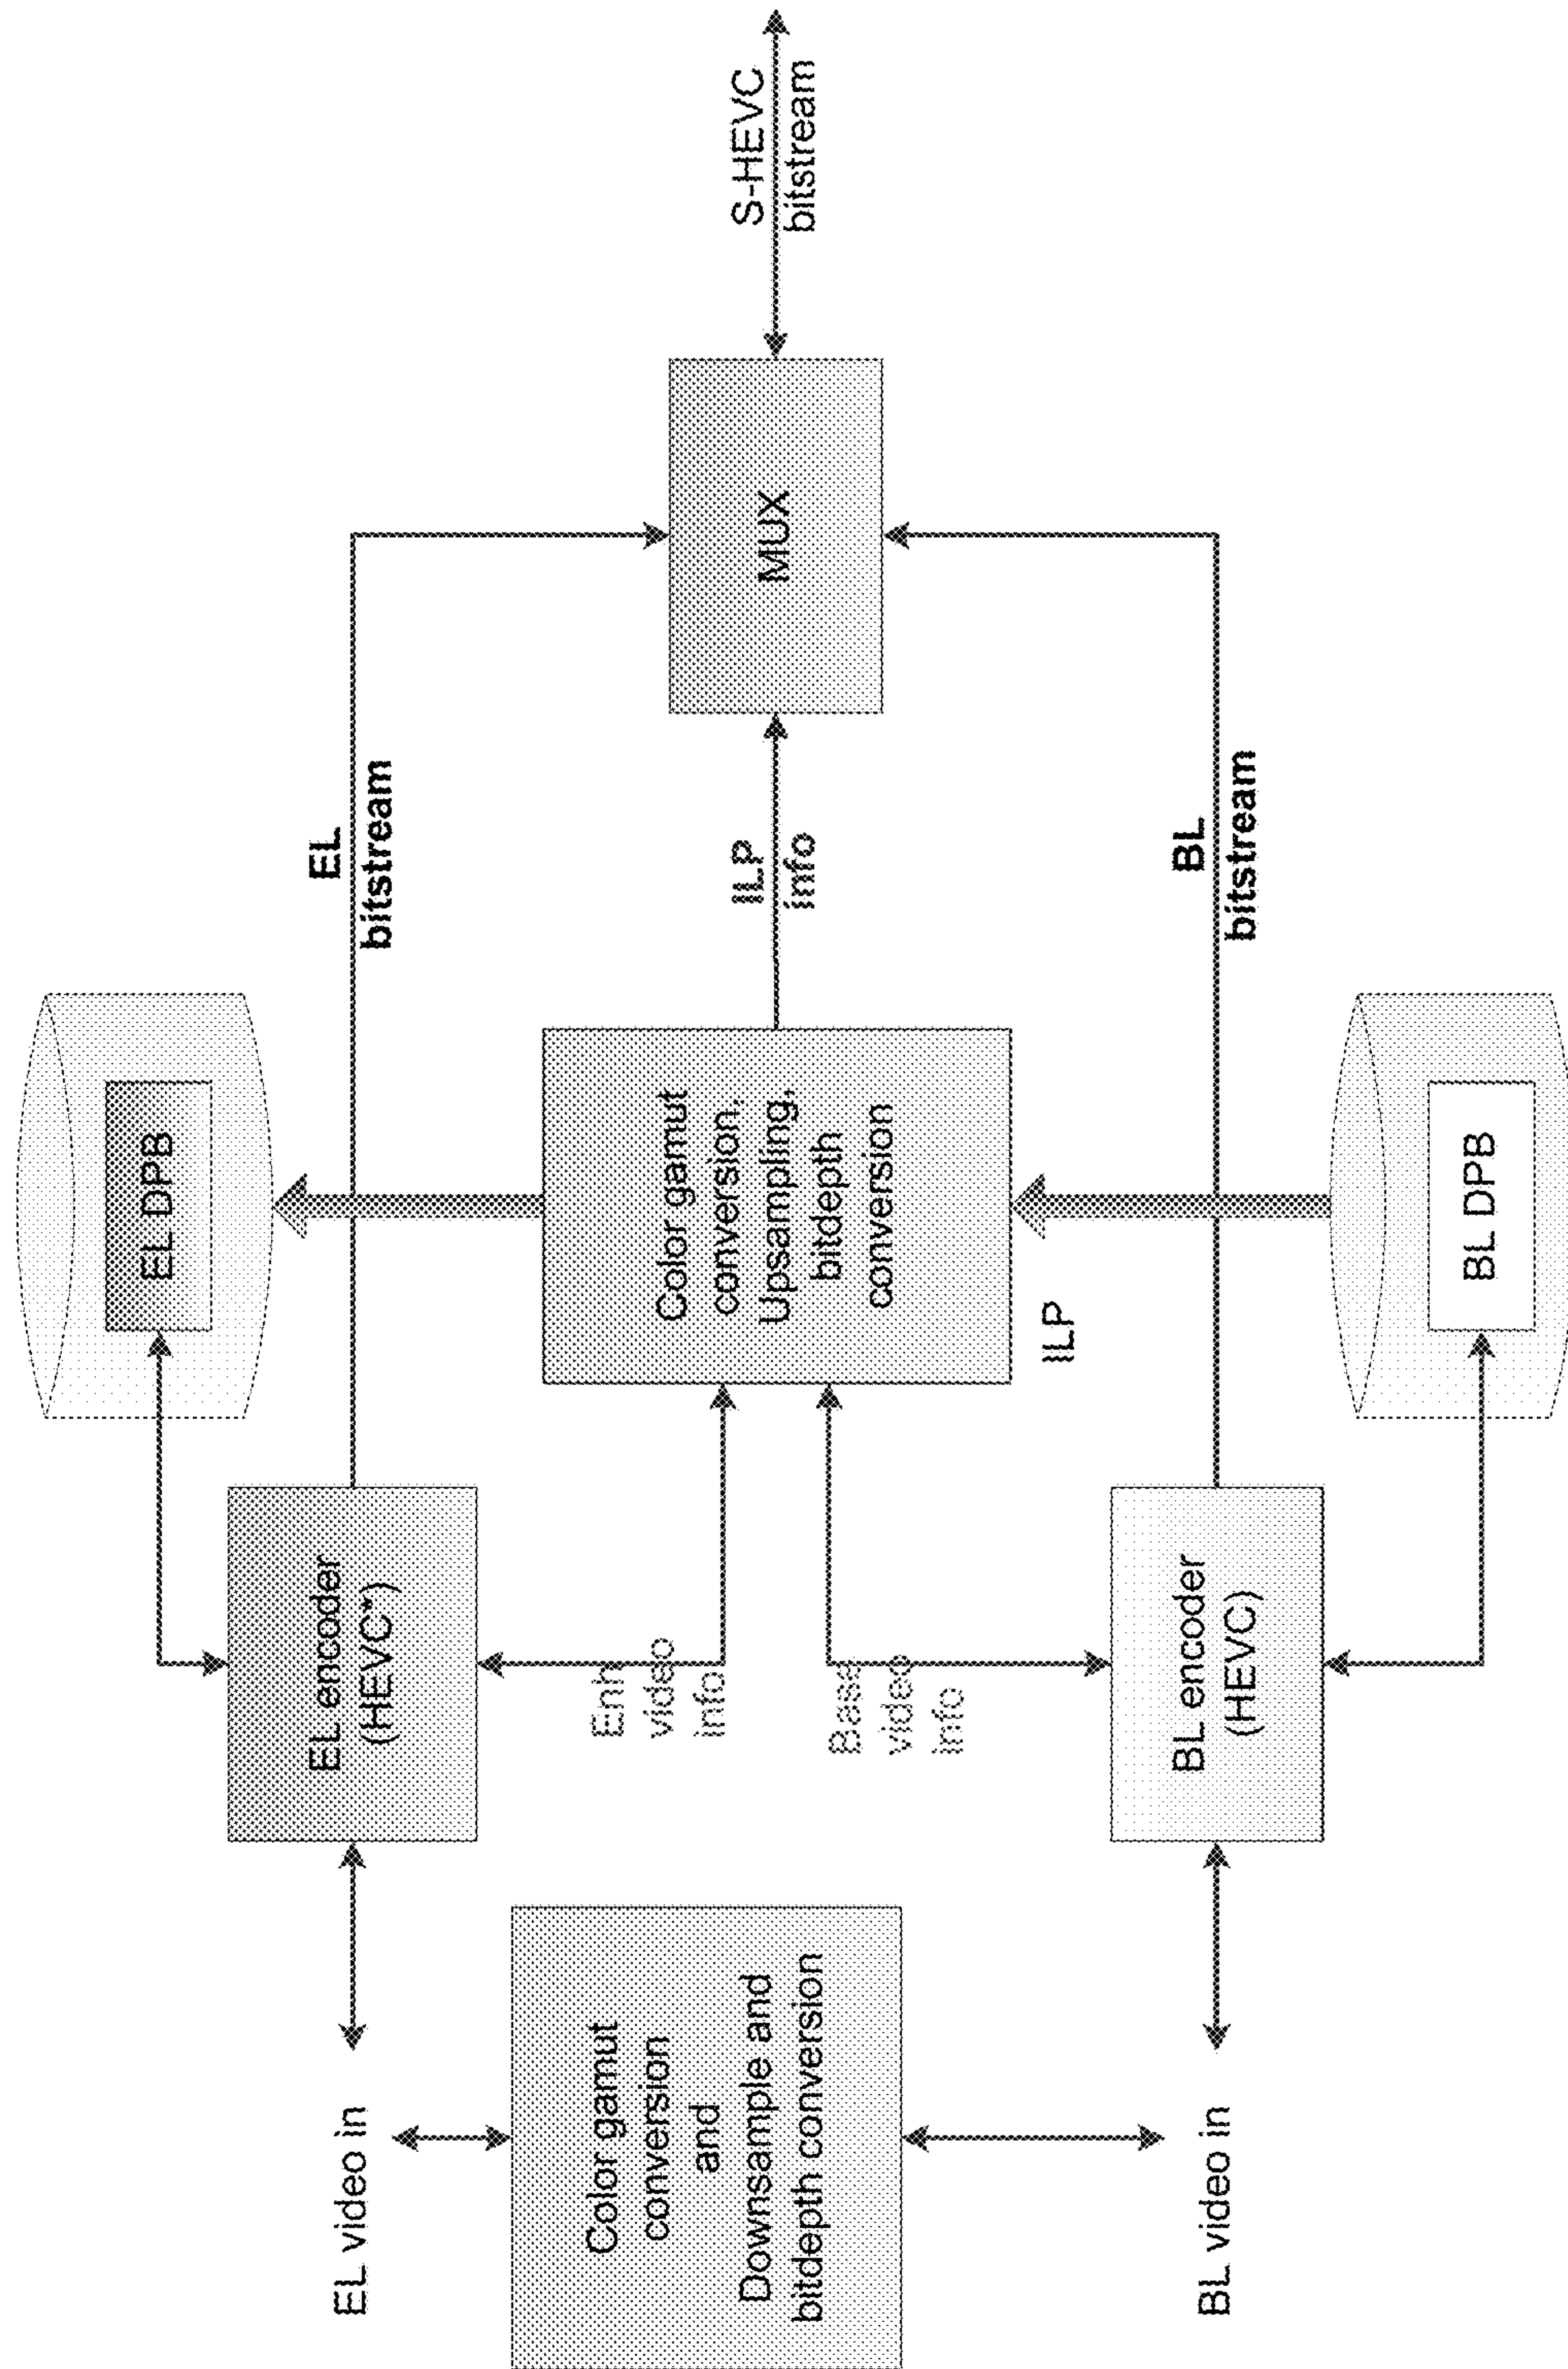 EL video in
Color gamut
conversion
and
Downsample and
bitdepth conversion
BL video in
EL encoder
(HEVC*)
Enh
video
info
Base
video
info
BL encoder
(HEVC)
EL DPB
Color gamut
conversion,
Upsampling,
bitdepth
conversion
ILP
BL DPB
EL
bitstream
ILP
info
BL
bitstream
MUX
S-HEVC
bitstream